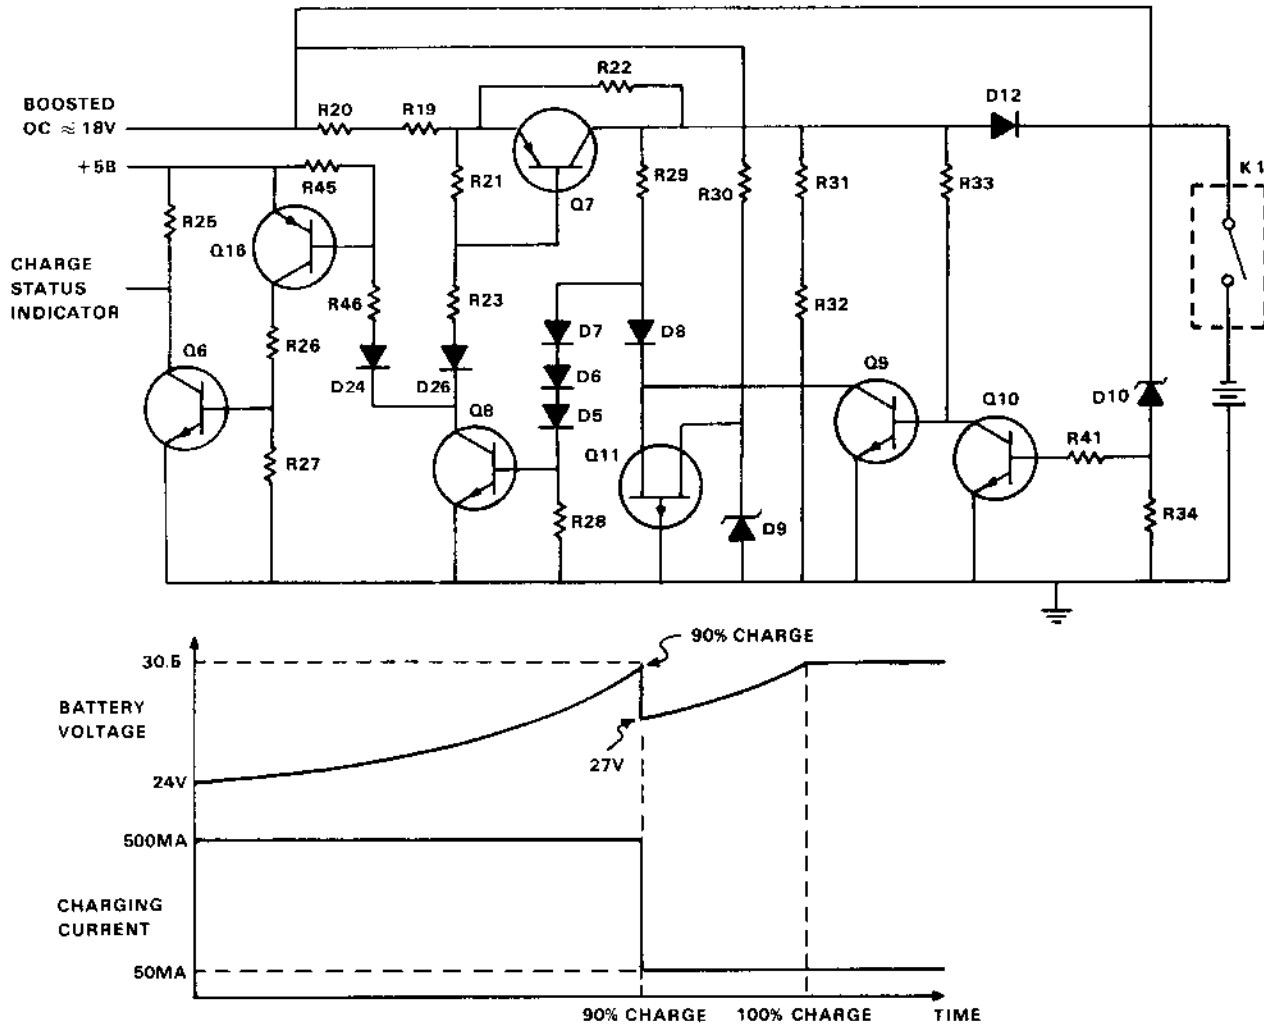 R22
BOOSTED
OC ≈ 18V
R20
R19
D12
+5B
R45
R21
Q7
R29
R30
R31
R33
K1
R25
Q16
CHARGE
STATUS
INDICATOR
R46
R23
R32
D7
D8
D6
D5
Q6
R26
D24
D26
Q8
Q11
Q9
Q10
D10
R41
R27
R28
D9
R34
90% CHARGE
30.5
BATTERY
VOLTAGE
27V
24V
500MA
CHARGING
CURRENT
50MA
90% CHARGE
100% CHARGE
TIME